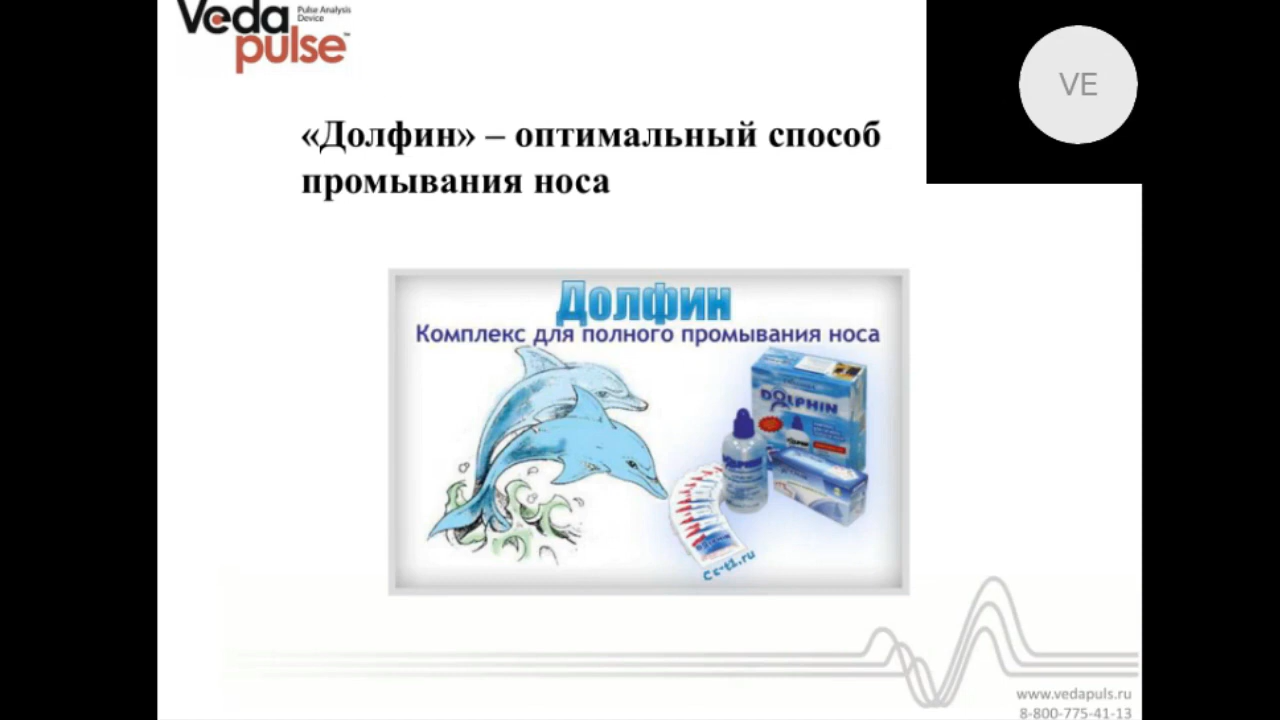 Veda
Pulse Analysis
Device
pulse
VE
«Долфин» – оптимальный способ
промывания носа
Долфин
Комплекс для полного промывания носа
DOLPHIN
www.vedapuls.ru
8-800-775-41-13